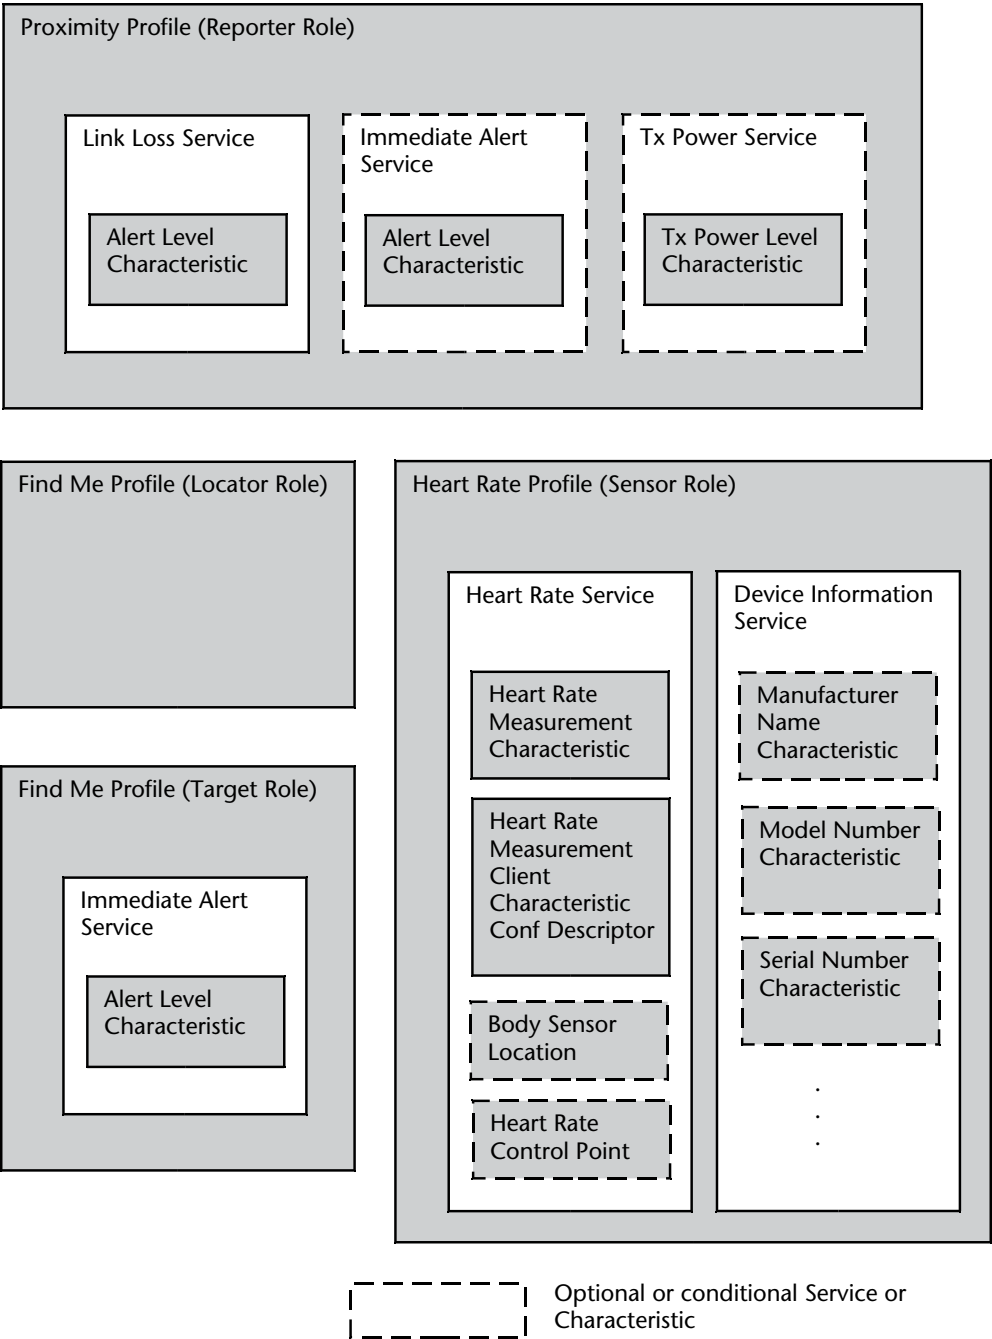 Proximity Profile (Reporter Role)
Link Loss Service
Alert Level
Characteristic
Immediate Alert
Service
Alert Level
Characteristic
Tx Power Service
Tx Power Level
Characteristic
Find Me Profile (Locator Role)
Find Me Profile (Target Role)
Immediate Alert
Service
Alert Level
Characteristic
Heart Rate Profile (Sensor Role)
Heart Rate Service
Heart Rate
Measurement
Characteristic
Heart Rate
Measurement
Client
Characteristic
Conf Descriptor
Body Sensor
Location
Heart Rate
Control Point
Device Information
Service
Manufacturer
Name
Characteristic
Model Number
Characteristic
Serial Number
Characteristic
.
.
.
Optional or conditional Service or
Characteristic